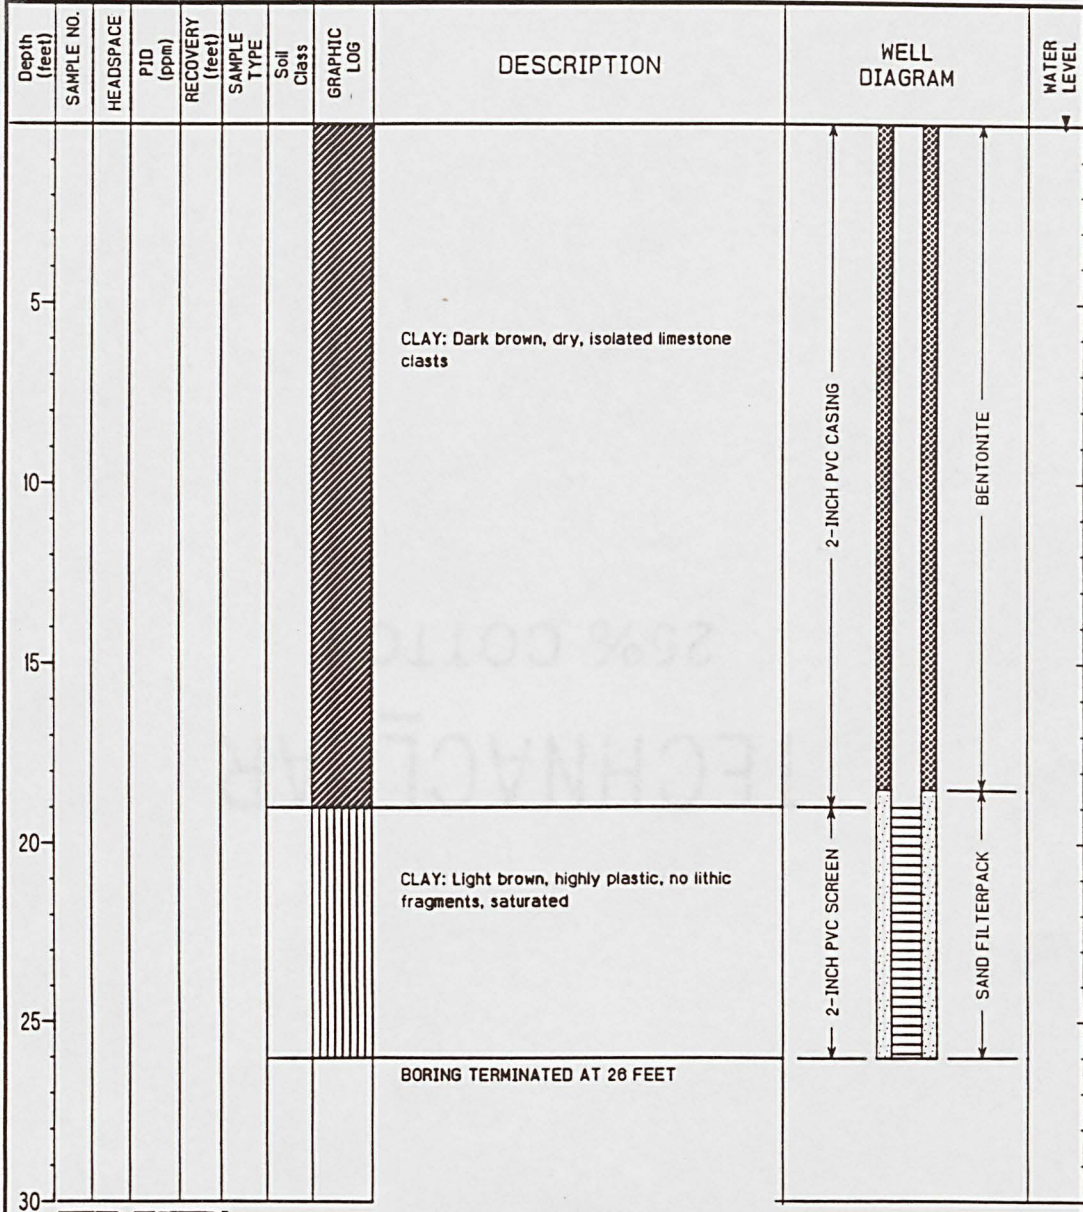 Depth (feet)
SAMPLE NO.
HEADSPACE
PID (ppm)
RECOVERY (feet)
SAMPLE TYPE
Soil Class
GRAPHIC LOG
DESCRIPTION
WELL
DIAGRAM
WATER LEVEL
5
CLAY: Dark brown, dry, isolated limestone
clasts
2-INCH PVC CASING
BENTONITE
10
15
20% COTTO
TECHNACLEAR
20
CLAY: Light brown, highly plastic, no lithic
fragments, saturated
2-INCH PVC SCREEN
SAND FILTERPACK
25
BORING TERMINATED AT 26 FEET
30